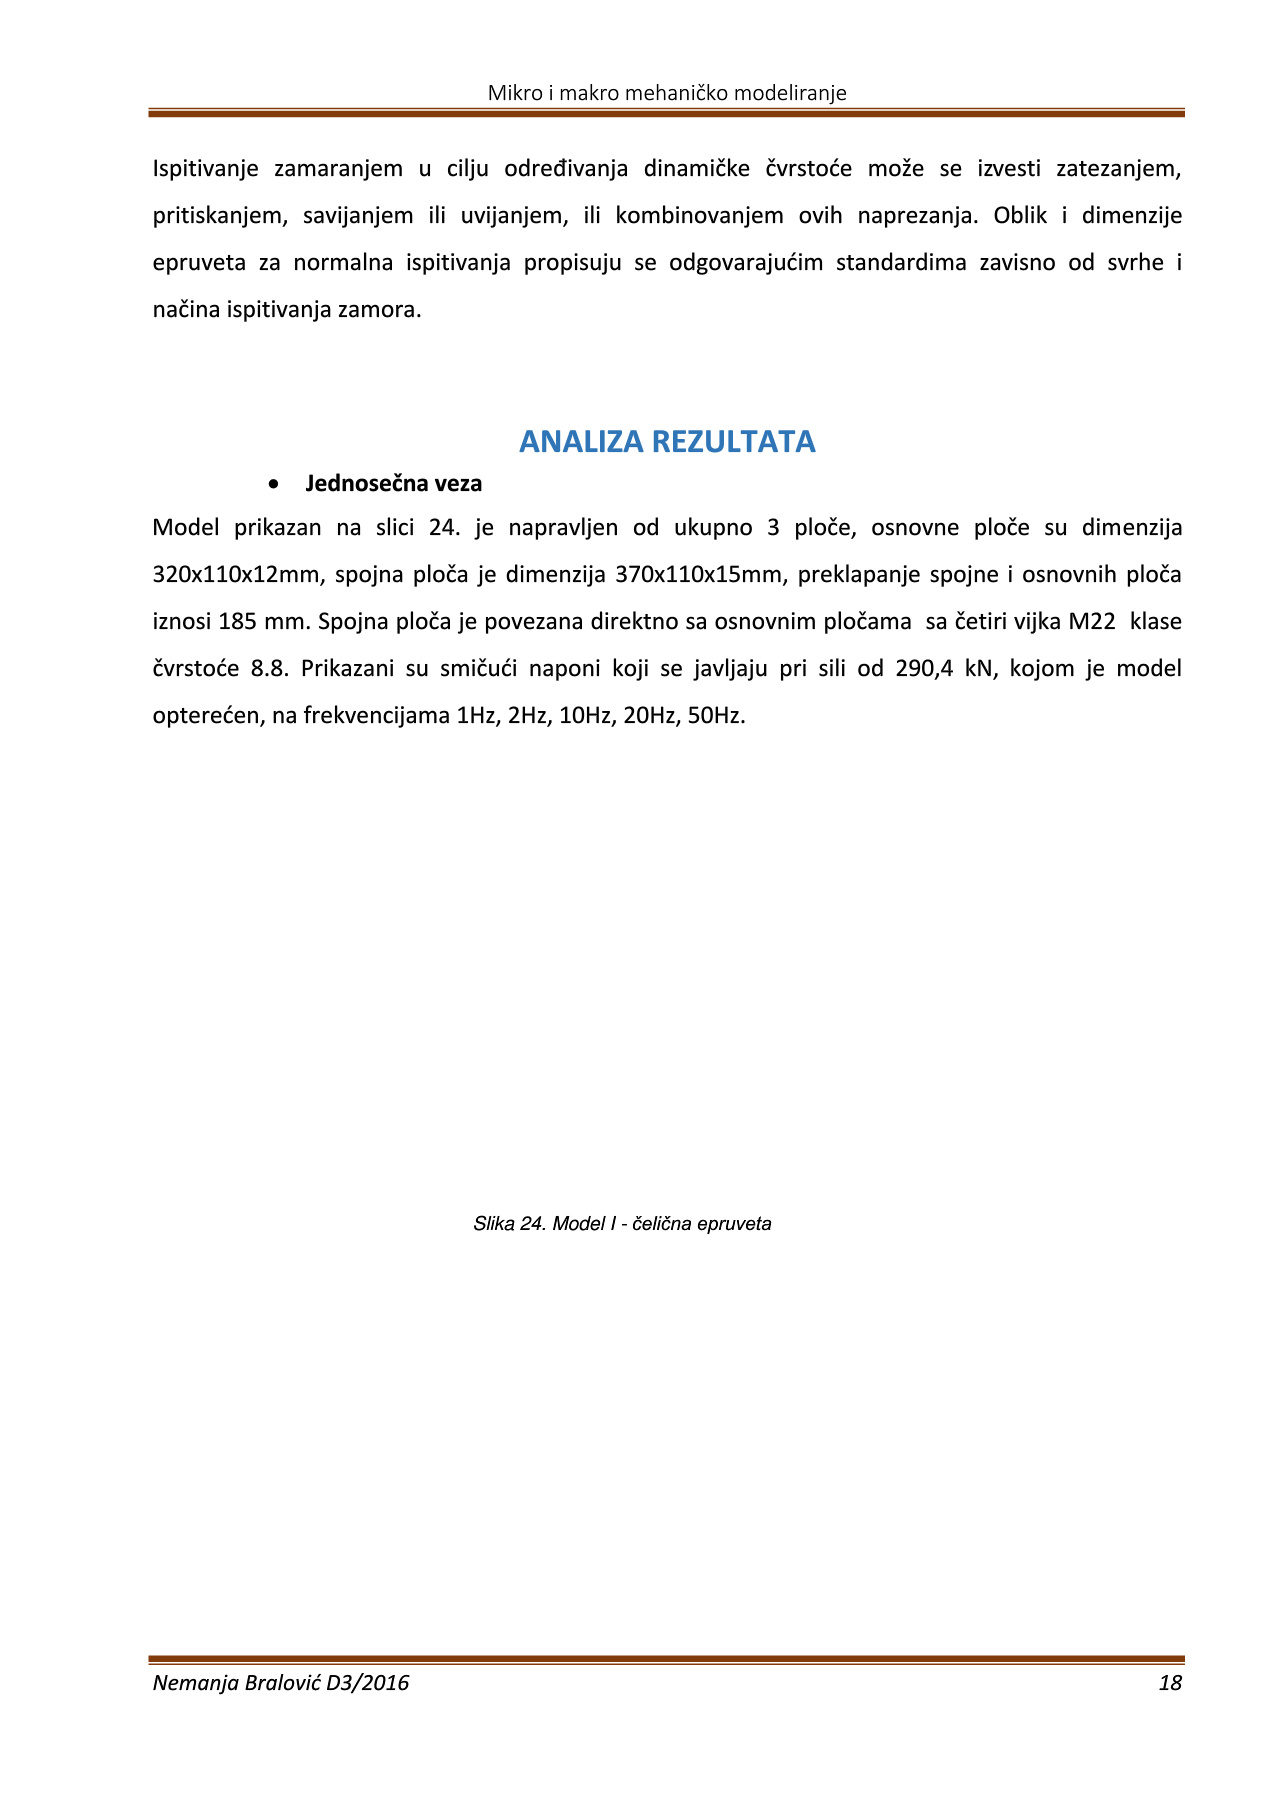 Mikro i makro mehaničko modeliranje
Ispitivanje zamaranjem u cilju određivanja dinamičke čvrstoće može se izvesti zatezanjem,
pritiskanjem, savijanjem ili uvijanjem, ili kombinovanjem ovih naprezanja. Oblik i dimenzije
epruveta za normalna ispitivanja propisuju se odgovarajućim standardima zavisno od svrhe i
načina ispitivanja zamora.
ANALIZA REZULTATA
• Jednosečna veza
Model prikazan na slici 24. je napravljen od ukupno 3 ploče, osnovne ploče su dimenzija
320x110x12mm, spojna ploča je dimenzija 370x110x15mm, preklapanje spojne i osnovnih ploča
iznosi 185 mm. Spojna ploča je povezana direktno sa osnovnim pločama sa četiri vijka M22 klase
čvrstoće 8.8. Prikazani su smičući naponi koji se javljaju pri sili od 290,4 kN, kojom je model
opterećen, na frekvencijama 1Hz, 2Hz, 10Hz, 20Hz, 50Hz.
Slika 24. Model I - čelična epruveta
Nemanja Bralović D3/2016 18